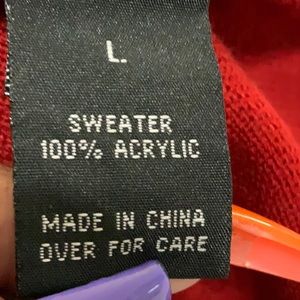 L
SWEATER
100% ACRYLIC
MADE IN CHINA
OVER FOR CARE